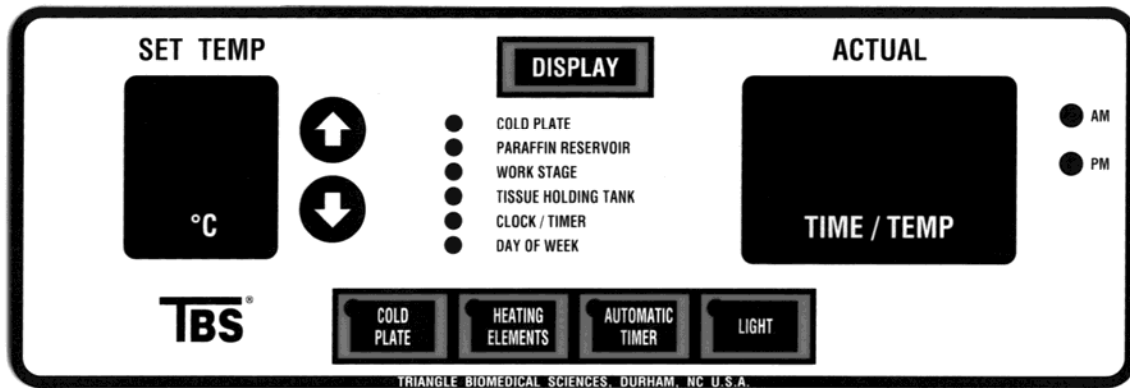 SET TEMP
°C
DISPLAY
COLD PLATE
PARAFFIN RESERVOIR
WORK STAGE
TISSUE HOLDING TANK
CLOCK / TIMER
DAY OF WEEK
ACTUAL
TIME / TEMP
AM
PM
TBS®
COLD
PLATE
HEATING
ELEMENTS
AUTOMATIC
TIMER
LIGHT
TRIANGLE BIOMEDICAL SCIENCES, DURHAM, NC U.S.A.